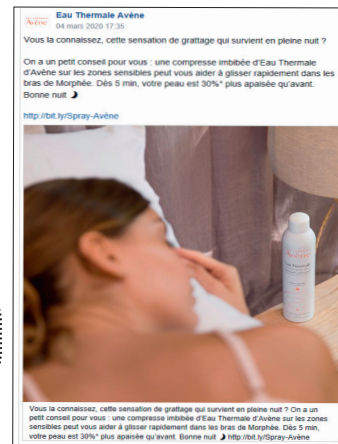 Eau Thermale Avène
04 mars 2020 17:35
Vous la connaissez, cette sensation de grattage qui survient en pleine nuit ?
On a un petit conseil pour vous : une compresse imbibée d'Eau Thermale
d'Avène sur les zones sensibles peut vous aider à glisser rapidement dans les
bras de Morphée. Dès 5 min, votre peau est 30%* plus apaisée qu'avant.
Bonne nuit 🌙
http://bit.ly/Spray-Avène
Avène
Eau Thermale
Vous la connaissez, cette sensation de grattage qui survient en pleine nuit ? On a un
petit conseil pour vous : une compresse imbibée d'Eau Thermale d'Avène sur les zones
sensibles peut vous aider à glisser rapidement dans les bras de Morphée. Dès 5 min,
votre peau est 30%* plus apaisée qu'avant. Bonne nuit 🌙 http://bit.ly/Spray-Avène